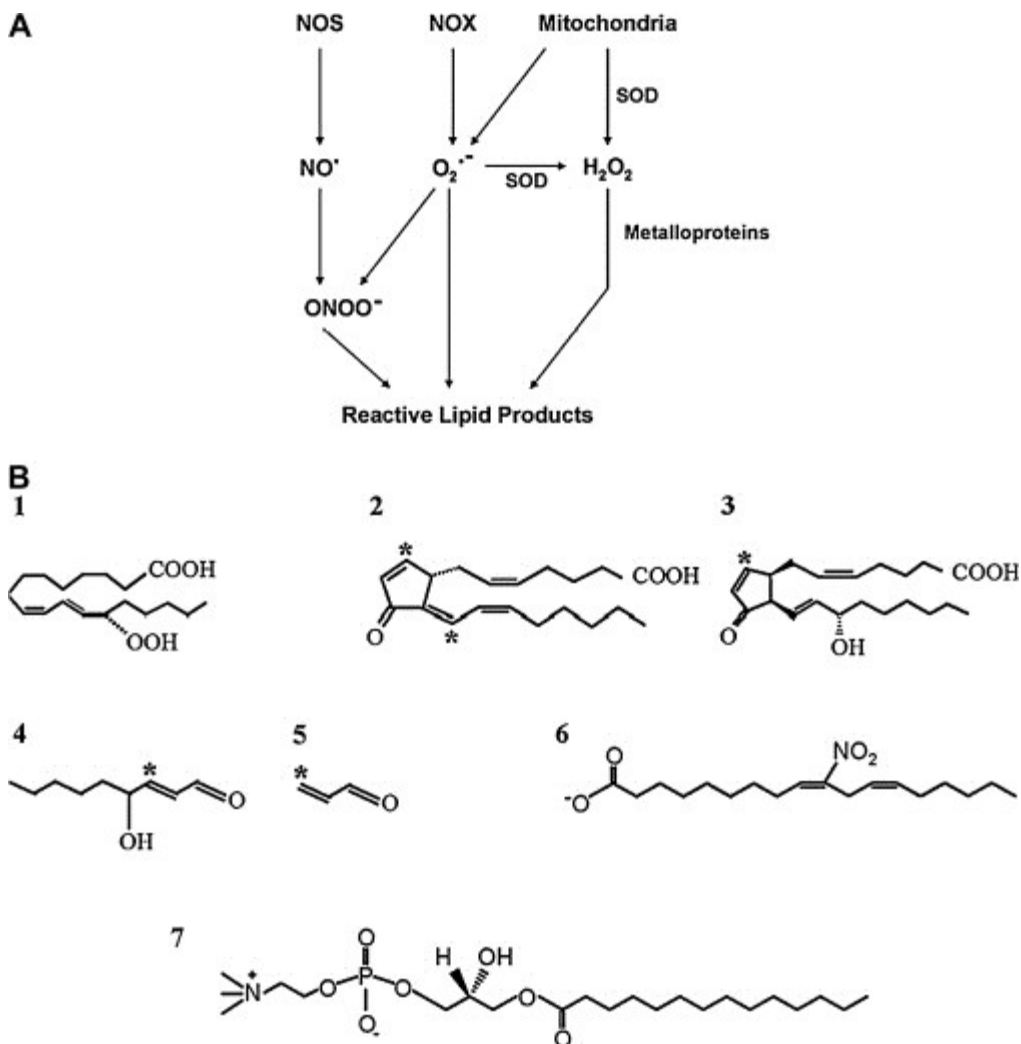 A
NOS NOX Mitochondria
SOD
NO· O₂·⁻ SOD H₂O₂
Metalloproteins
ONOO⁻
Reactive Lipid Products
B
1 2 3
* *
COOH COOH COOH
OOH O * O OH
4 5 6
* * NO₂
O O O
OH ⁻O
7
O H OH
N⁺ O P O O
O⁻ O